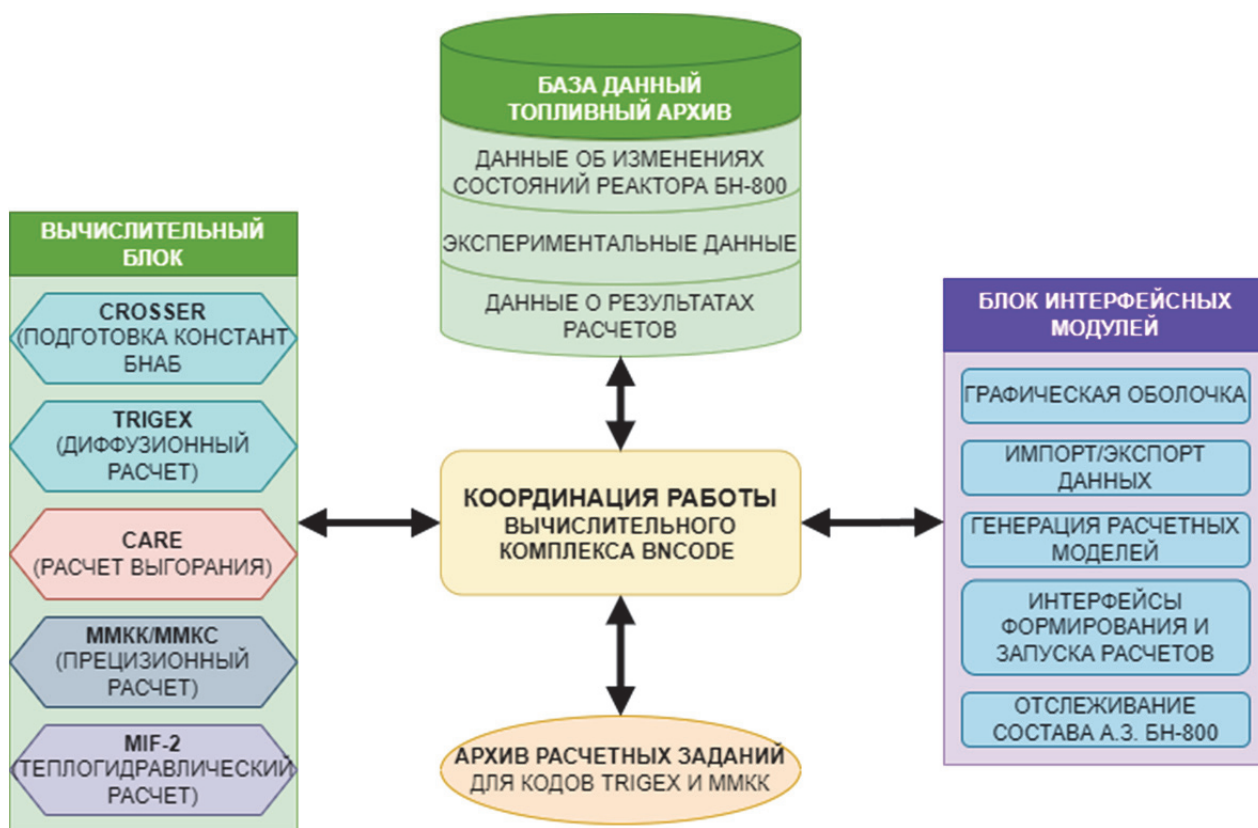 БАЗА ДАННЫЙ
ТОПЛИВНЫЙ АРХИВ
ДАННЫЕ ОБ ИЗМЕНЕНИЯХ
СОСТОЯНИЙ РЕАКТОРА БН-800
ЭКСПЕРИМЕНТАЛЬНЫЕ ДАННЫЕ
ДАННЫЕ О РЕЗУЛЬТАТАХ
РАСЧЕТОВ
ВЫЧИСЛИТЕЛЬНЫЙ
БЛОК
CROSSER
(ПОДГОТОВКА КОНСТАНТ
БНАБ
TRIGEX
(ДИФФУЗИОННЫЙ
РАСЧЕТ)
CARE
(РАСЧЕТ ВЫГОРАНИЯ)
ММКК/ММКС
(ПРЕЦИЗИОННЫЙ
РАСЧЕТ)
MIF-2
(ТЕПЛОГИДРАВЛИЧЕСКИЙ
РАСЧЕТ)
КООРДИНАЦИЯ РАБОТЫ
ВЫЧИСЛИТЕЛЬНОГО
КОМПЛЕКСА BNCODE
АРХИВ РАСЧЕТНЫХ ЗАДАНИЙ
ДЛЯ КОДОВ TRIGEX И ММКК
БЛОК ИНТЕРФЕЙСНЫХ
МОДУЛЕЙ
ГРАФИЧЕСКАЯ ОБОЛОЧКА
ИМПОРТ/ЭКСПОРТ
ДАННЫХ
ГЕНЕРАЦИЯ РАСЧЕТНЫХ
МОДЕЛЕЙ
ИНТЕРФЕЙСЫ
ФОРМИРОВАНИЯ И
ЗАПУСКА РАСЧЕТОВ
ОТСЛЕЖИВАНИЕ
СОСТАВА А.З. БН-800